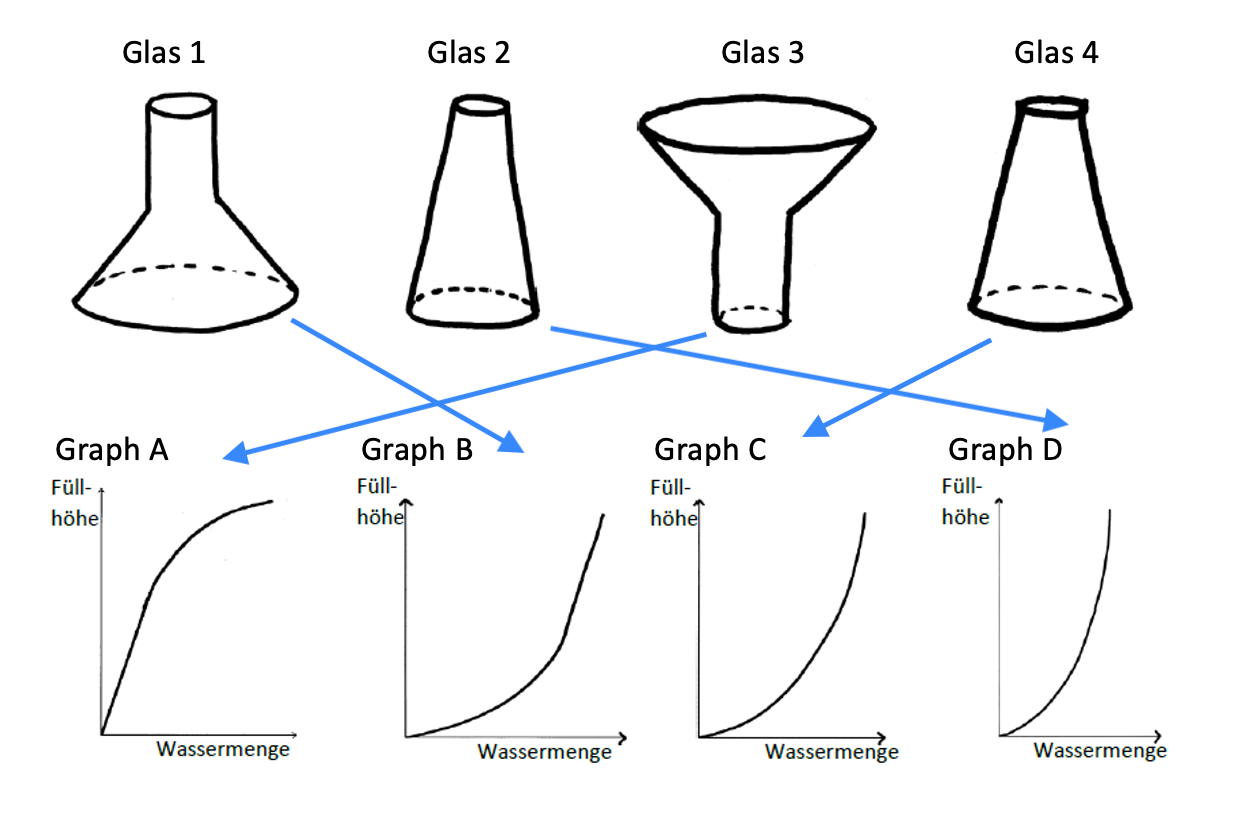 Glas 1
Glas 2
Glas 3
Glas 4
Graph A
Graph B
Graph C
Graph D
Füll-
höhe
Wassermenge
Füll-
höhe
Wassermenge
Füll-
höhe
Wassermenge
Füll-
höhe
Wassermenge